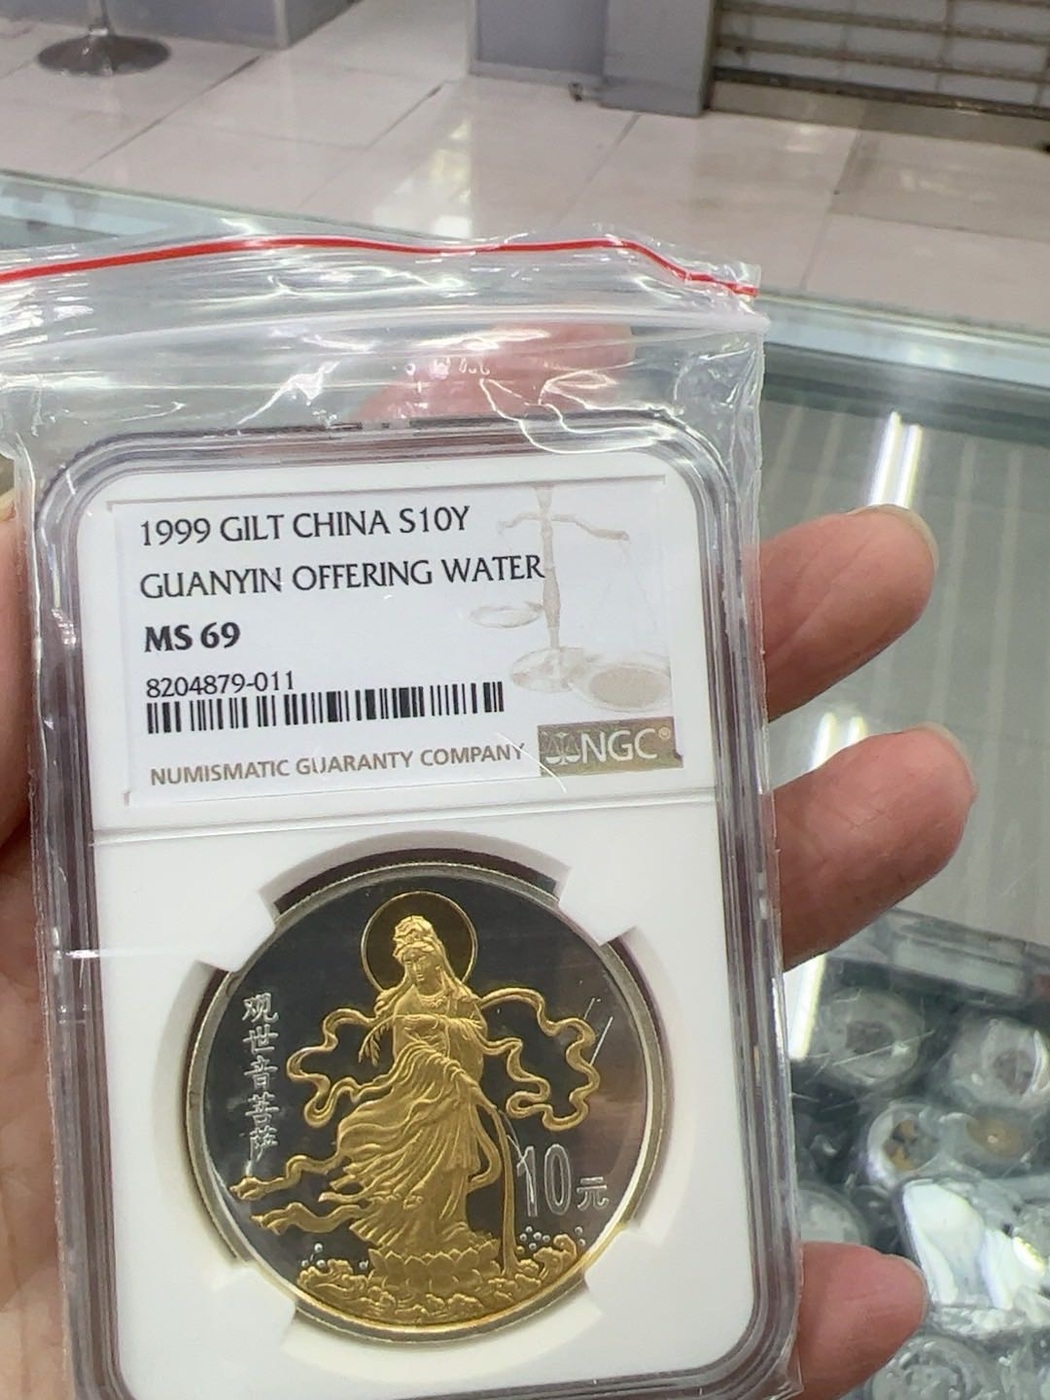 1999 GILT CHINA S10Y
GUANYIN OFFERING WATER
MS 69
8204879-011
NUMISMATIC GUARANTY COMPANY
NGC®
观世音菩萨
10元